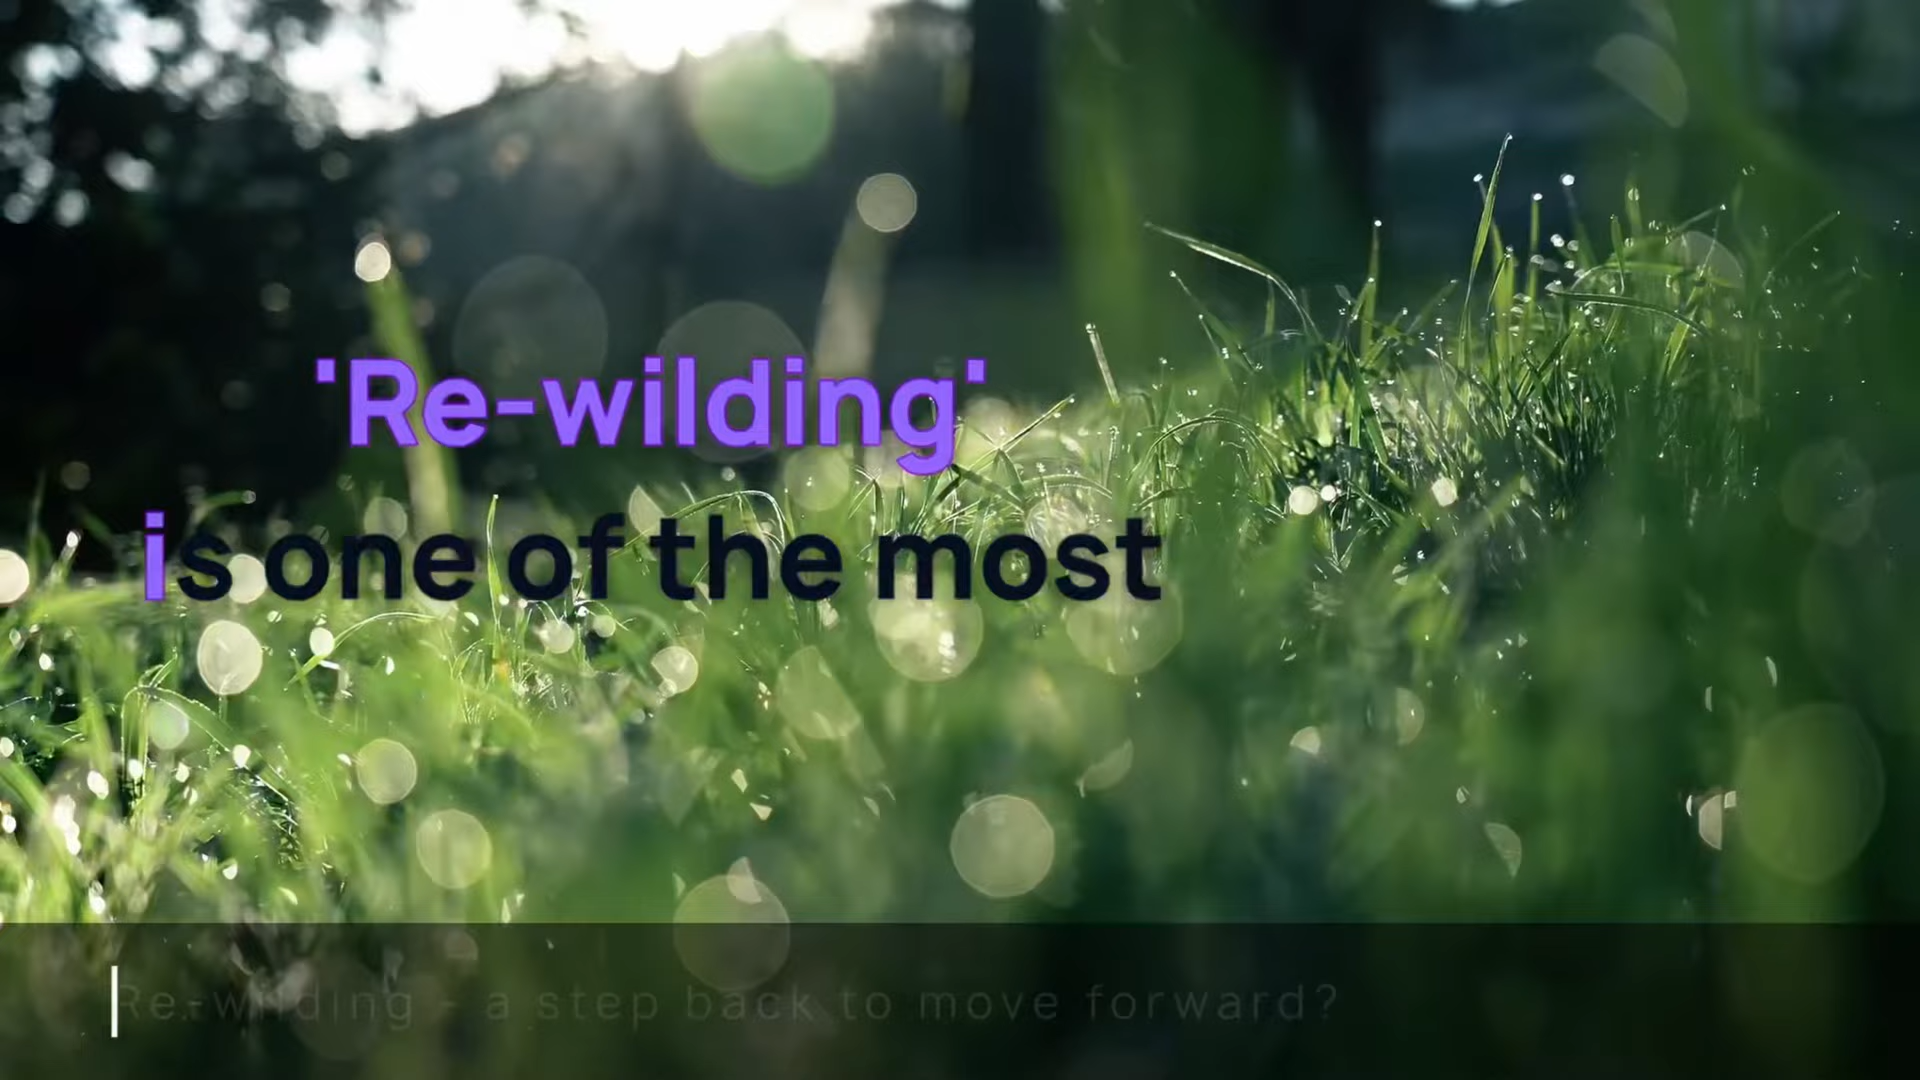 'Re-wilding'
is one of the most
Re-wilding - a step back to move forward?